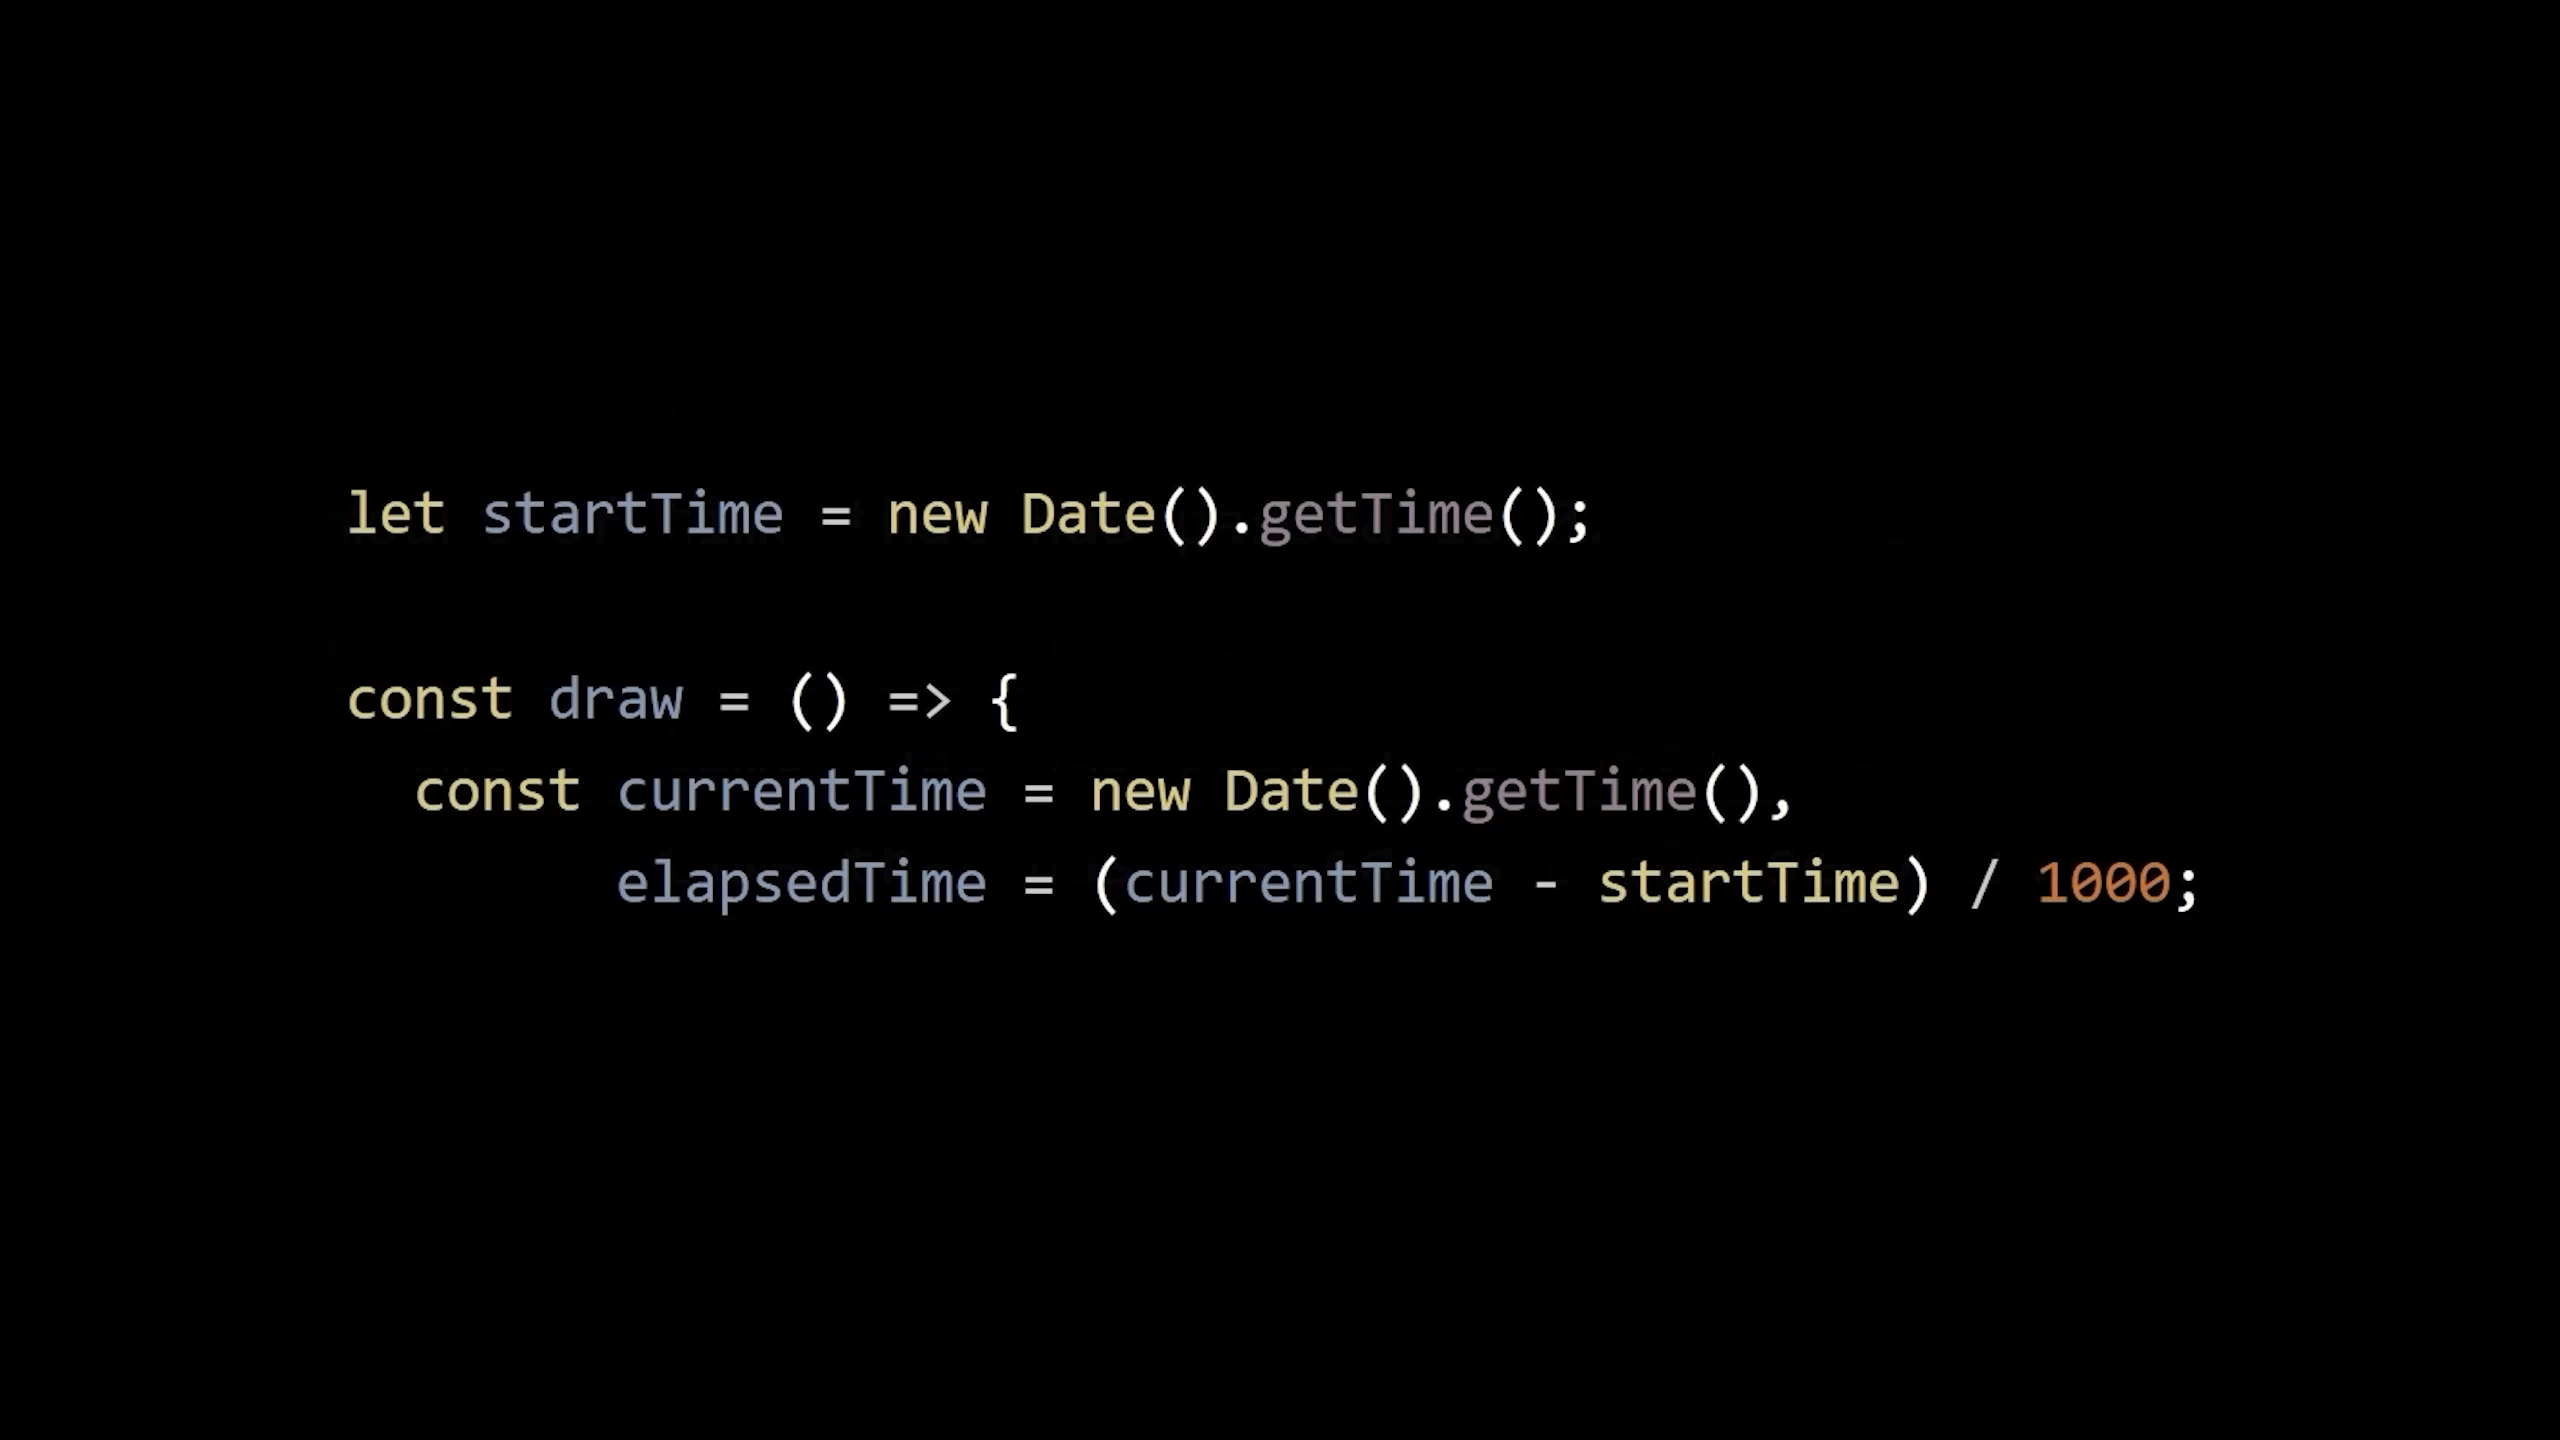 let startTime = new Date().getTime();
const draw = () => {
const currentTime = new Date().getTime(),
elapsedTime = (currentTime - startTime) / 1000;